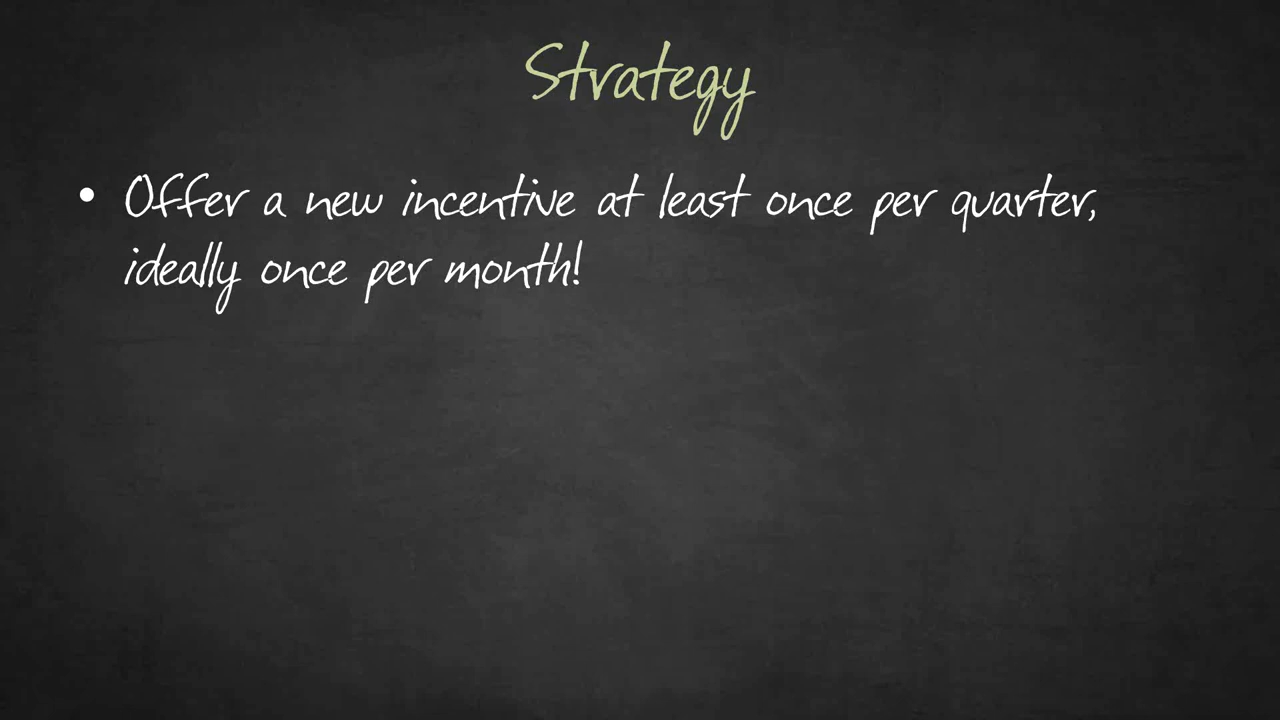 Strategy
• Offer a new incentive at least once per quarter,
ideally once per month!